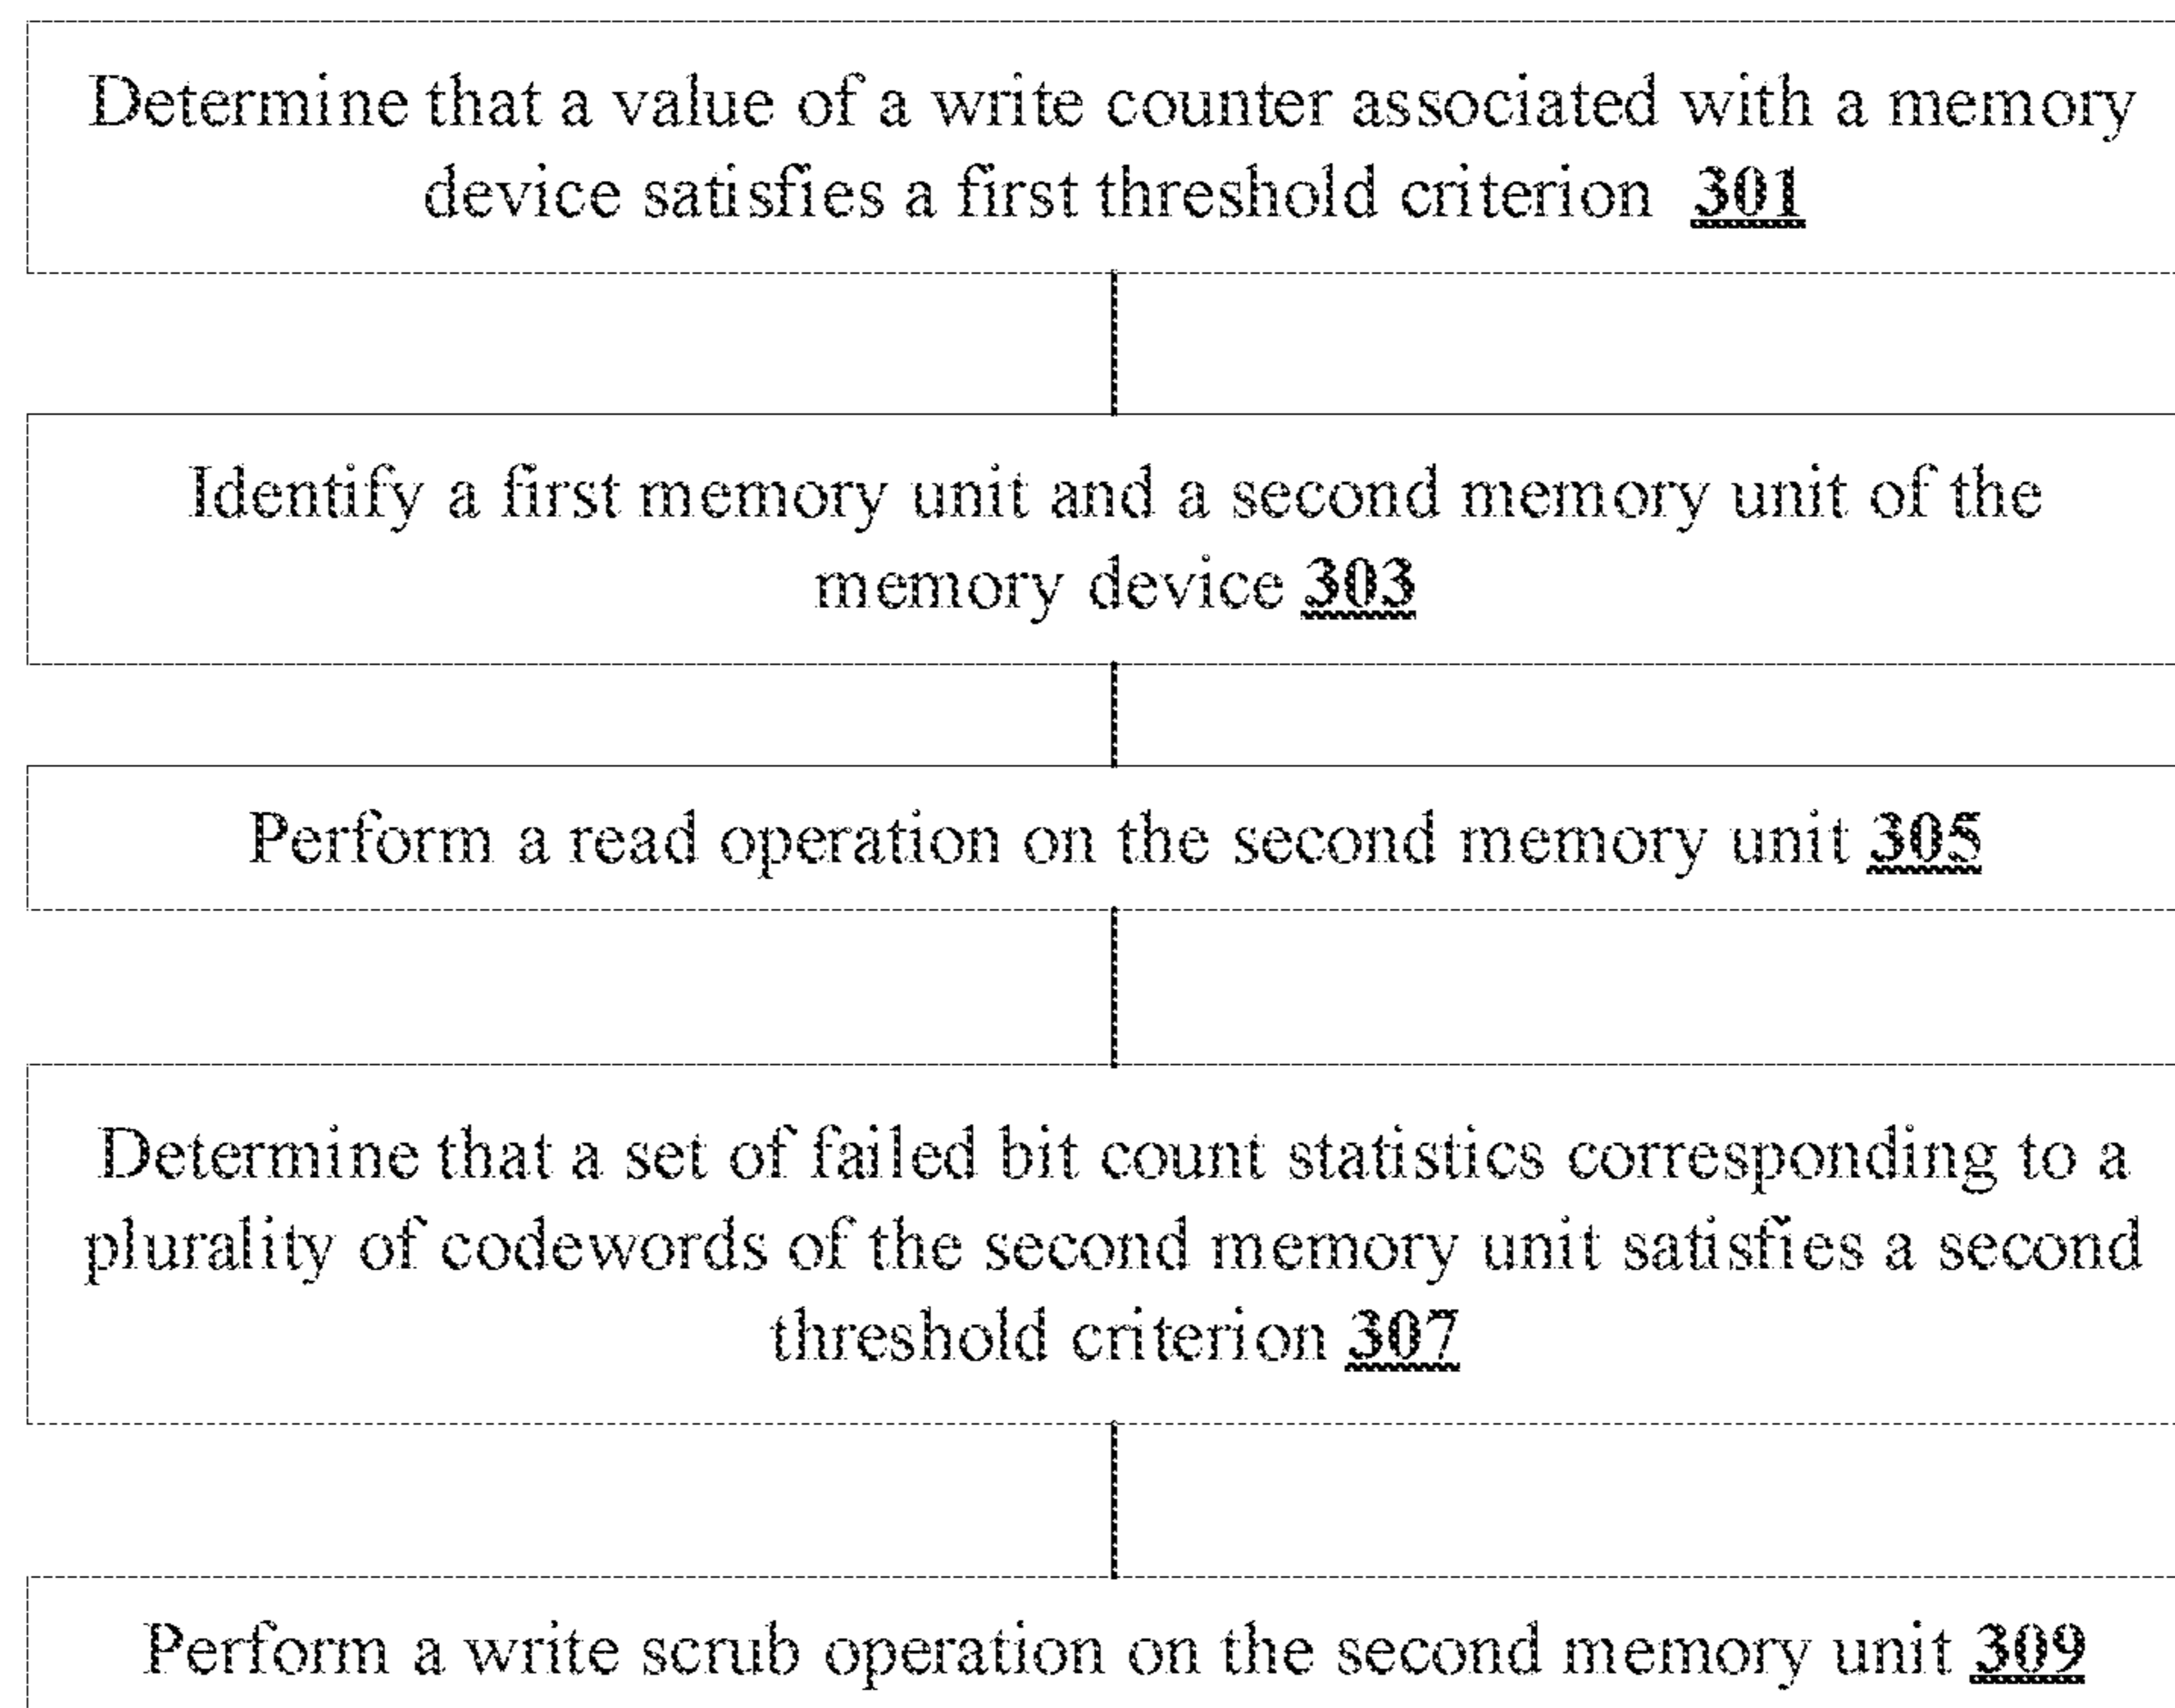 Determine that a value of a write counter associated with a memory
device satisfies a first threshold criterion 301
Identify a first memory unit and a second memory unit of the
memory device 303
Perform a read operation on the second memory unit 305
Determine that a set of failed bit count statistics corresponding to a
plurality of codewords of the second memory unit satisfies a second
threshold criterion 307
Perform a write scrub operation on the second memory unit 309